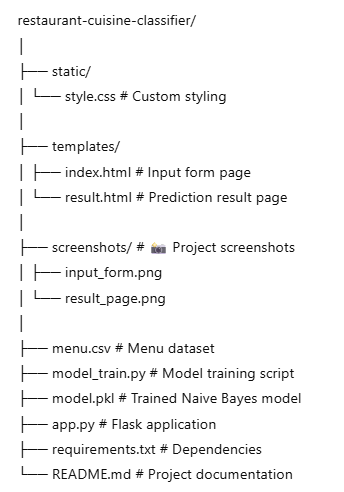 restaurant-cuisine-classifier/
│
├── static/
│ └── style.css # Custom styling
│
├── templates/
│ ├── index.html # Input form page
│ └── result.html # Prediction result page
│
├── screenshots/ # 📸 Project screenshots
│ ├── input_form.png
│ └── result_page.png
│
├── menu.csv # Menu dataset
├── model_train.py # Model training script
├── model.pkl # Trained Naive Bayes model
├── app.py # Flask application
├── requirements.txt # Dependencies
└── README.md # Project documentation